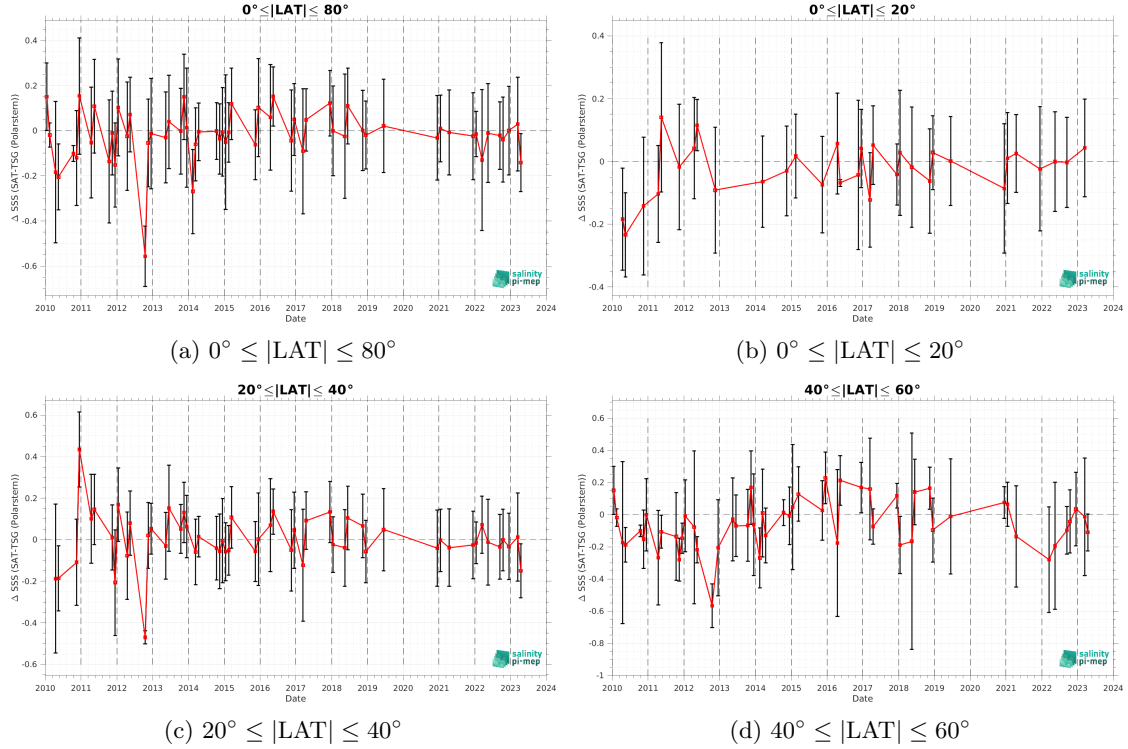 0°≤|LAT|≤ 80°
Δ SSS (SAT-TSG (Polarstern))
0.4
0.2
0
-0.2
-0.4
-0.6
2010 2011 2012 2013 2014 2015 2016 2017 2018 2019 2020 2021 2022 2023 2024
Date
salinity
pi-mep
(a) 0° ≤ |LAT| ≤ 80°
0°≤|LAT|≤ 20°
Δ SSS (SAT-TSG (Polarstern))
0.4
0.2
0
-0.2
-0.4
2010 2011 2012 2013 2014 2015 2016 2017 2018 2019 2020 2021 2022 2023 2024
Date
salinity
pi-mep
(b) 0° ≤ |LAT| ≤ 20°
20°≤|LAT|≤ 40°
Δ SSS (SAT-TSG (Polarstern))
0.6
0.4
0.2
0
-0.2
-0.4
-0.6
2010 2011 2012 2013 2014 2015 2016 2017 2018 2019 2020 2021 2022 2023 2024
Date
salinity
pi-mep
(c) 20° ≤ |LAT| ≤ 40°
40°≤|LAT|≤ 60°
Δ SSS (SAT-TSG (Polarstern))
0.8
0.6
0.4
0.2
0
-0.2
-0.4
-0.6
-0.8
-1
2010 2011 2012 2013 2014 2015 2016 2017 2018 2019 2020 2021 2022 2023 2024
Date
salinity
pi-mep
(d) 40° ≤ |LAT| ≤ 60°